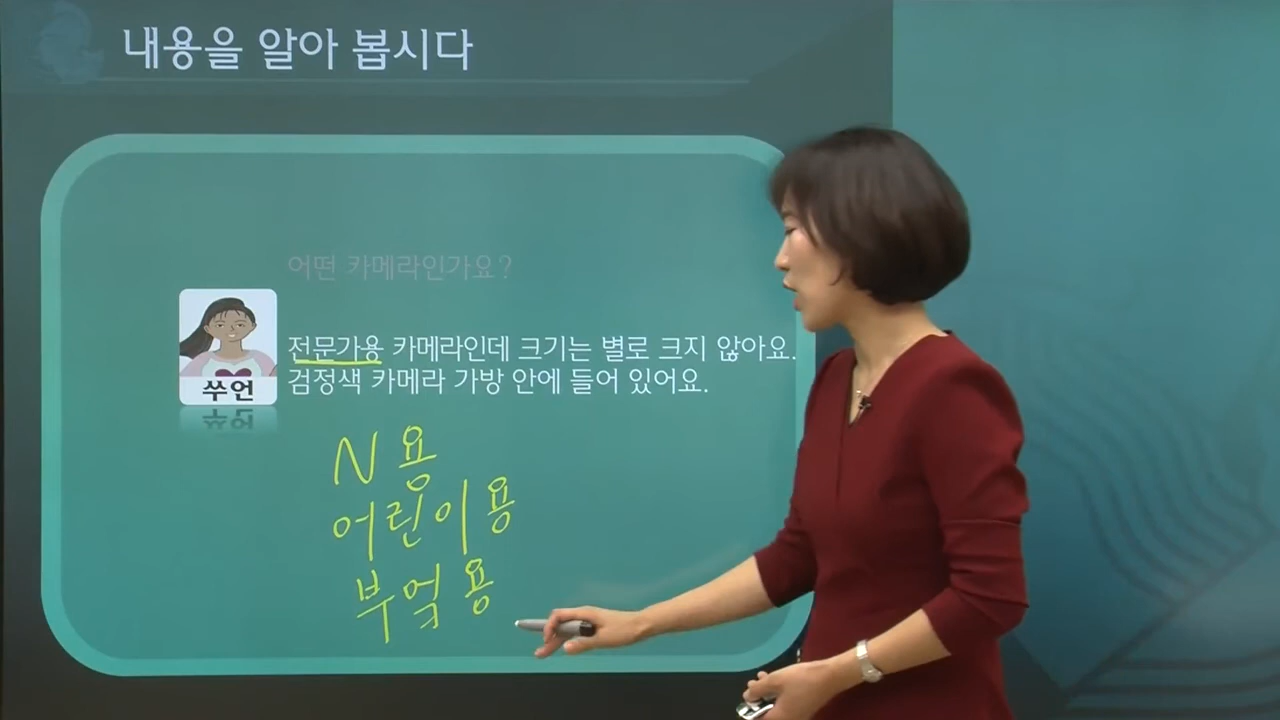 내용을 알아 봅시다
어떤 카메라인가요?
전문가용 카메라인데 크기는 별로 크지 않아요.
검정색 카메라 가방 안에 들어 있어요.
쑤언
N 용
어린이용
부엌용